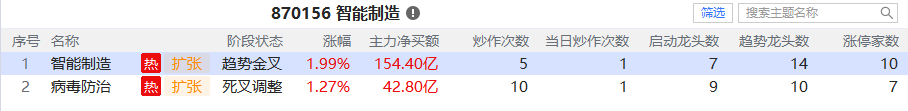 870156 智能制造
筛选 搜索主题名称
序号 名称 阶段状态 涨幅 主力净买额 炒作次数 当日炒作次数 启动龙头数 趋势龙头数 涨停家数
1 智能制造 热 扩张 趋势金叉 1.99% 154.40亿 5 1 7 14 10
2 病毒防治 热 扩张 死叉调整 1.27% 42.80亿 10 1 9 10 7